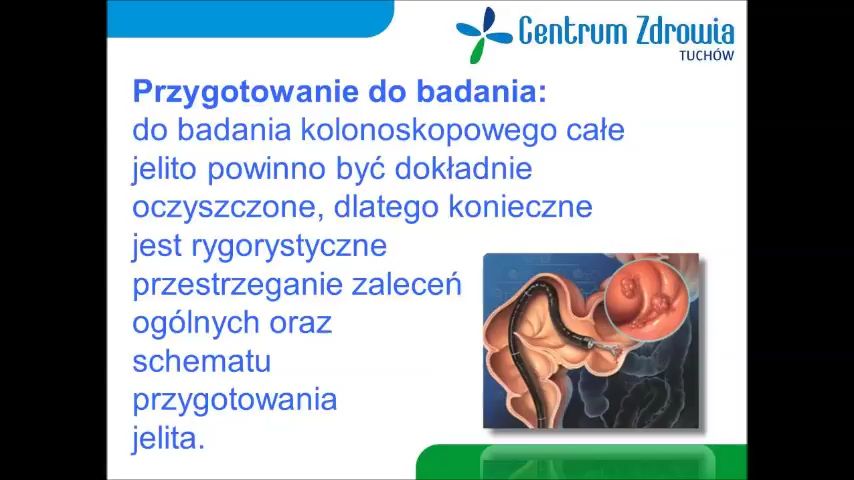 Centrum Zdrowia
TUCHÓW
Przygotowanie do badania:
do badania kolonoskopowego całe
jelito powinno być dokładnie
oczyszczone, dlatego konieczne
jest rygorystyczne
przestrzeganie zaleceń
ogólnych oraz
schematu
przygotowania
jelita.